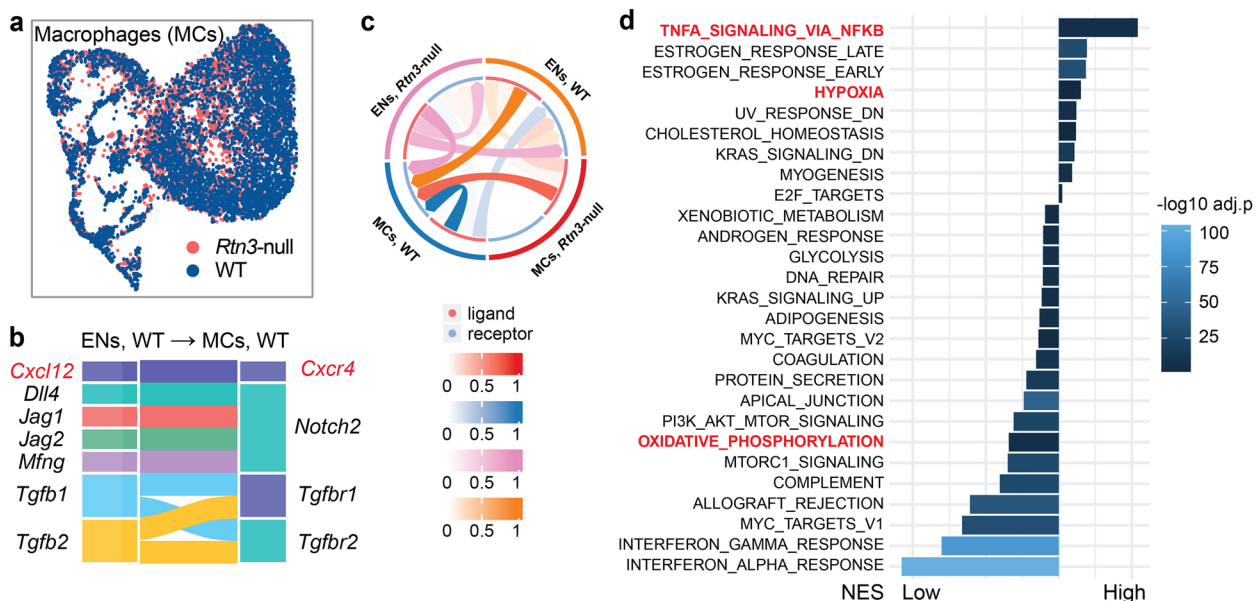 a
Macrophages (MCs)
Rtn3-null
WT
b
ENs, WT → MCs, WT
Cxcl12
Dll4
Jag1
Jag2
Mfng
Tgfb1
Tgfb2
Cxcr4
Notch2
Tgfbr1
Tgfbr2
c
ENs, Rtn3-null
ENs, WT
MCs, WT
MCs, Rtn3-null
ligand
receptor
0 0.5 1
0 0.5 1
0 0.5 1
0 0.5 1
d
TNFA_SIGNALING_VIA_NFKB
ESTROGEN_RESPONSE_LATE
ESTROGEN_RESPONSE_EARLY
HYPOXIA
UV_RESPONSE_DN
CHOLESTEROL_HOMEOSTASIS
KRAS_SIGNALING_DN
MYOGENESIS
E2F_TARGETS
XENOBIOTIC_METABOLISM
ANDROGEN_RESPONSE
GLYCOLYSIS
DNA_REPAIR
KRAS_SIGNALING_UP
ADIPOGENESIS
MYC_TARGETS_V2
COAGULATION
PROTEIN_SECRETION
APICAL_JUNCTION
PI3K_AKT_MTOR_SIGNALING
OXIDATIVE_PHOSPHORYLATION
MTORC1_SIGNALING
COMPLEMENT
ALLOGRAFT_REJECTION
MYC_TARGETS_V1
INTERFERON_GAMMA_RESPONSE
INTERFERON_ALPHA_RESPONSE
NES Low High
-log10 adj.p
100
75
50
25